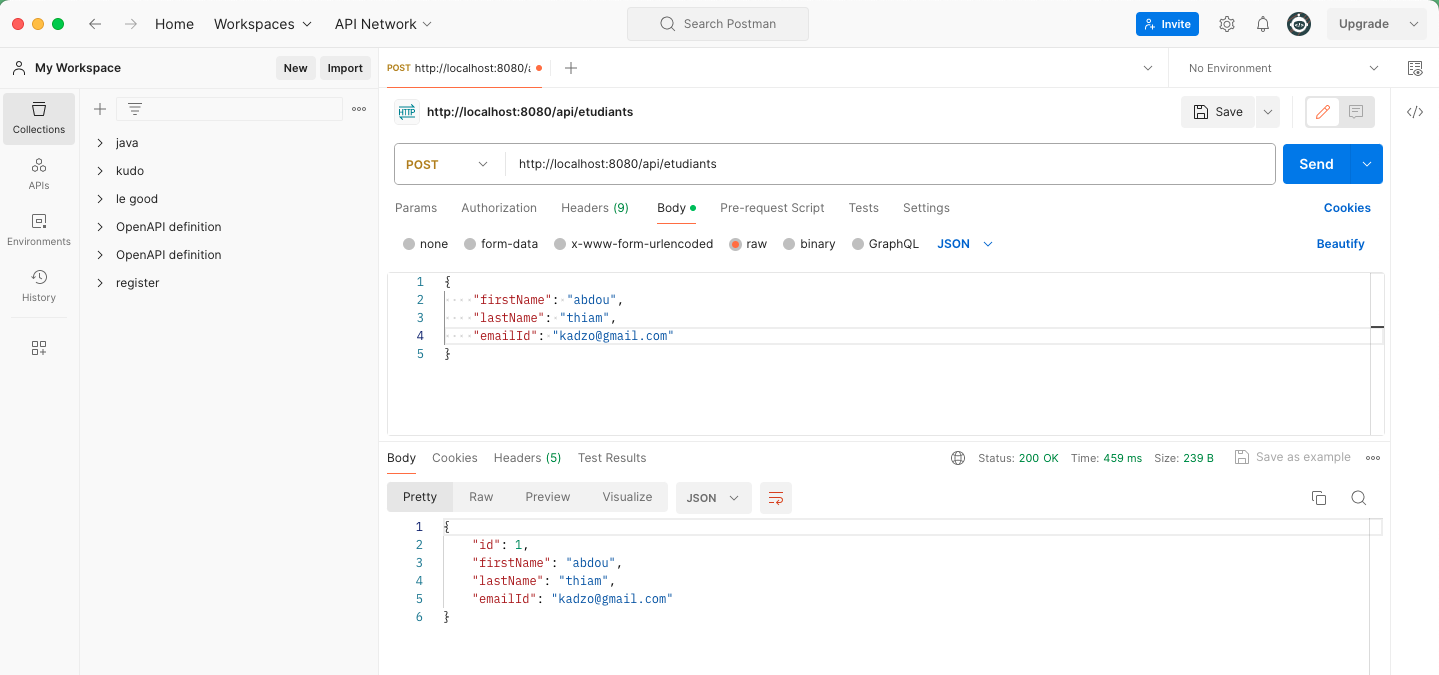 Home Workspaces API Network Search Postman Invite Upgrade
My Workspace New Import POST http://localhost:8080/a No Environment
Collections
APIs
Environments
History
java
kudo
le good
OpenAPI definition
OpenAPI definition
register
HTTP http://localhost:8080/api/etudiants Save
POST http://localhost:8080/api/etudiants Send
Params Authorization Headers (9) Body Pre-request Script Tests Settings Cookies
none form-data x-www-form-urlencoded raw binary GraphQL JSON Beautify
1 {
2 "firstName": "abdou",
3 "lastName": "thiam",
4 "emailId": "kadzo@gmail.com"
5 }
Body Cookies Headers (5) Test Results Status: 200 OK Time: 459 ms Size: 239 B Save as example
Pretty Raw Preview Visualize JSON
1 {
2 "id": 1,
3 "firstName": "abdou",
4 "lastName": "thiam",
5 "emailId": "kadzo@gmail.com"
6 }